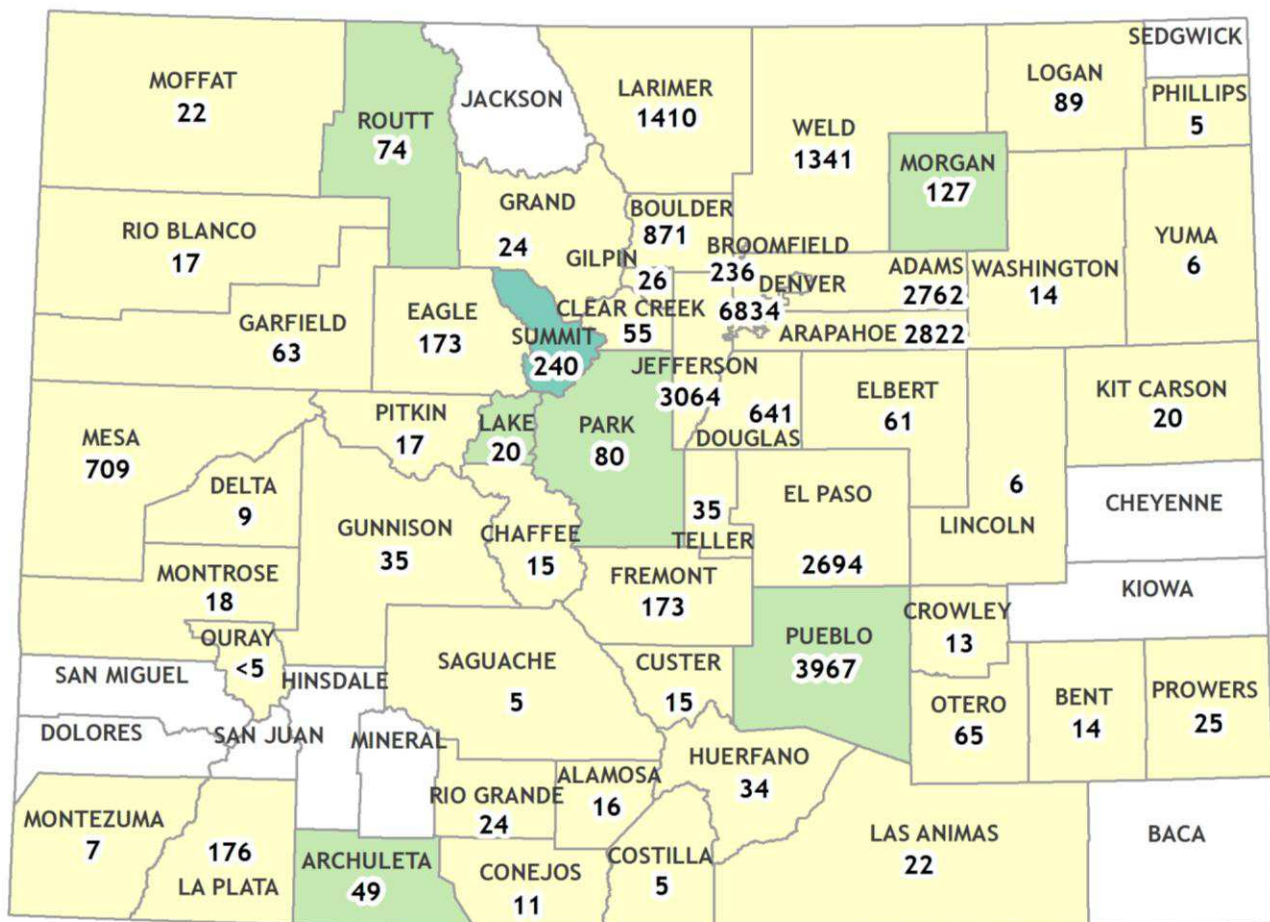 SEDGWICK
MOFFAT
22
ROUTT
74
JACKSON
LARIMER
1410
WELD
1341
LOGAN
89
PHILLIPS
5
MORGAN
127
RIO BLANCO
17
GRAND
24
BOULDER
871
GILPIN
26
BROOMFIELD
236
DENVER
6834
ADAMS
2762
WASHINGTON
14
YUMA
6
GARFIELD
63
EAGLE
173
SUMMIT
240
CLEAR CREEK
55
ARAPAHOE 2822
JEFFERSON
3064
641
DOUGLAS
ELBERT
61
KIT CARSON
20
MESA
709
PITKIN
17
LAKE
20
PARK
80
DELTA
9
GUNNISON
35
CHAFFEE
15
35
TELLER
EL PASO
2694
6
LINCOLN
CHEYENNE
MONTROSE
18
FREMONT
173
KIOWA
OURAY
<5
SAN MIGUEL
HINSDALE
SAGUACHE
5
CUSTER
15
PUEBLO
3967
CROWLEY
13
OTERO
65
BENT
14
PROWERS
25
DOLORES
SAN JUAN
MINERAL
RIO GRANDE
24
ALAMOSA
16
HUERFANO
34
MONTEZUMA
7
176
LA PLATA
ARCHULETA
49
CONEJOS
11
COSTILLA
5
LAS ANIMAS
22
BACA